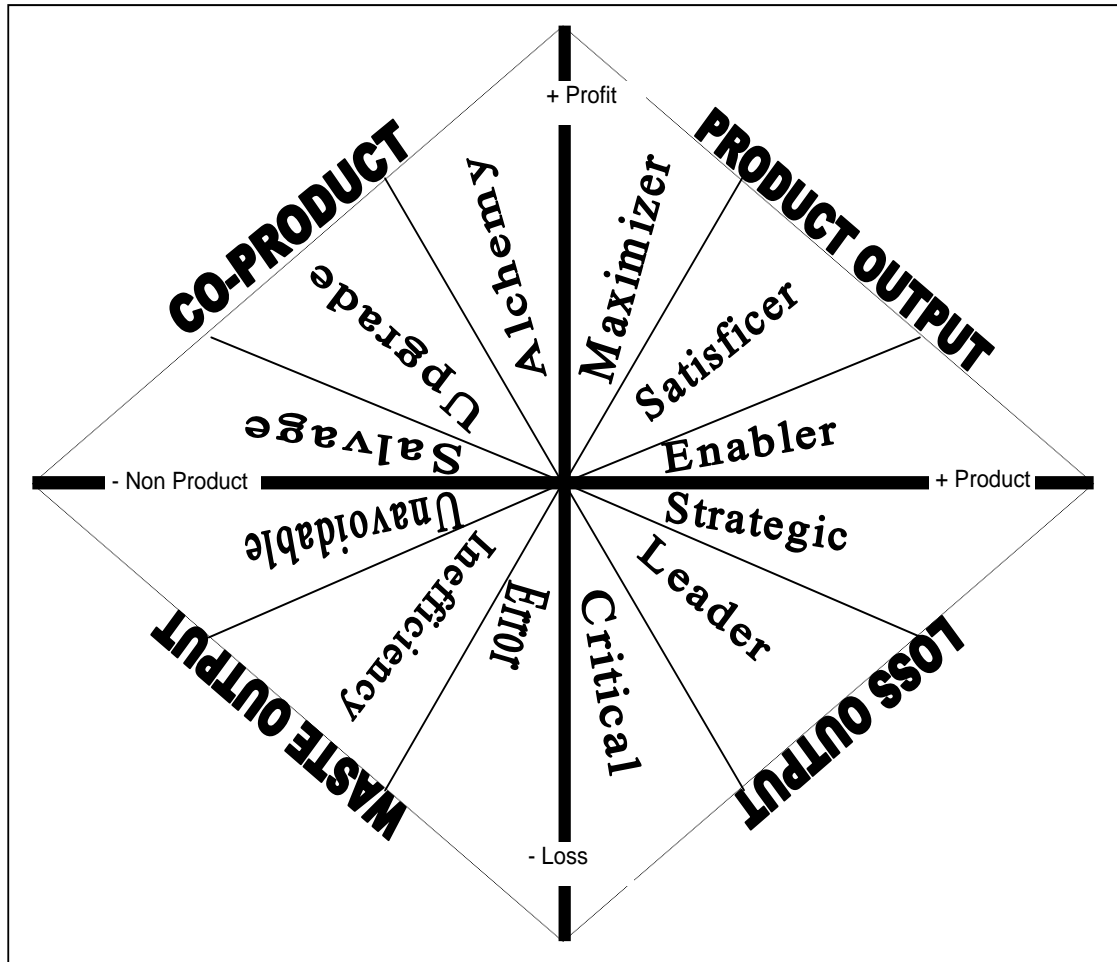 + Profit
CO-PRODUCT
PRODUCT OUTPUT
Alchemy
Maximizer
Upgrade
Satisficer
Salvage
Enabler
- Non Product
+ Product
Unavoidable
Strategic
Inefficiency
Leader
Error
Critical
WASTE OUTPUT
LOSS OUTPUT
- Loss